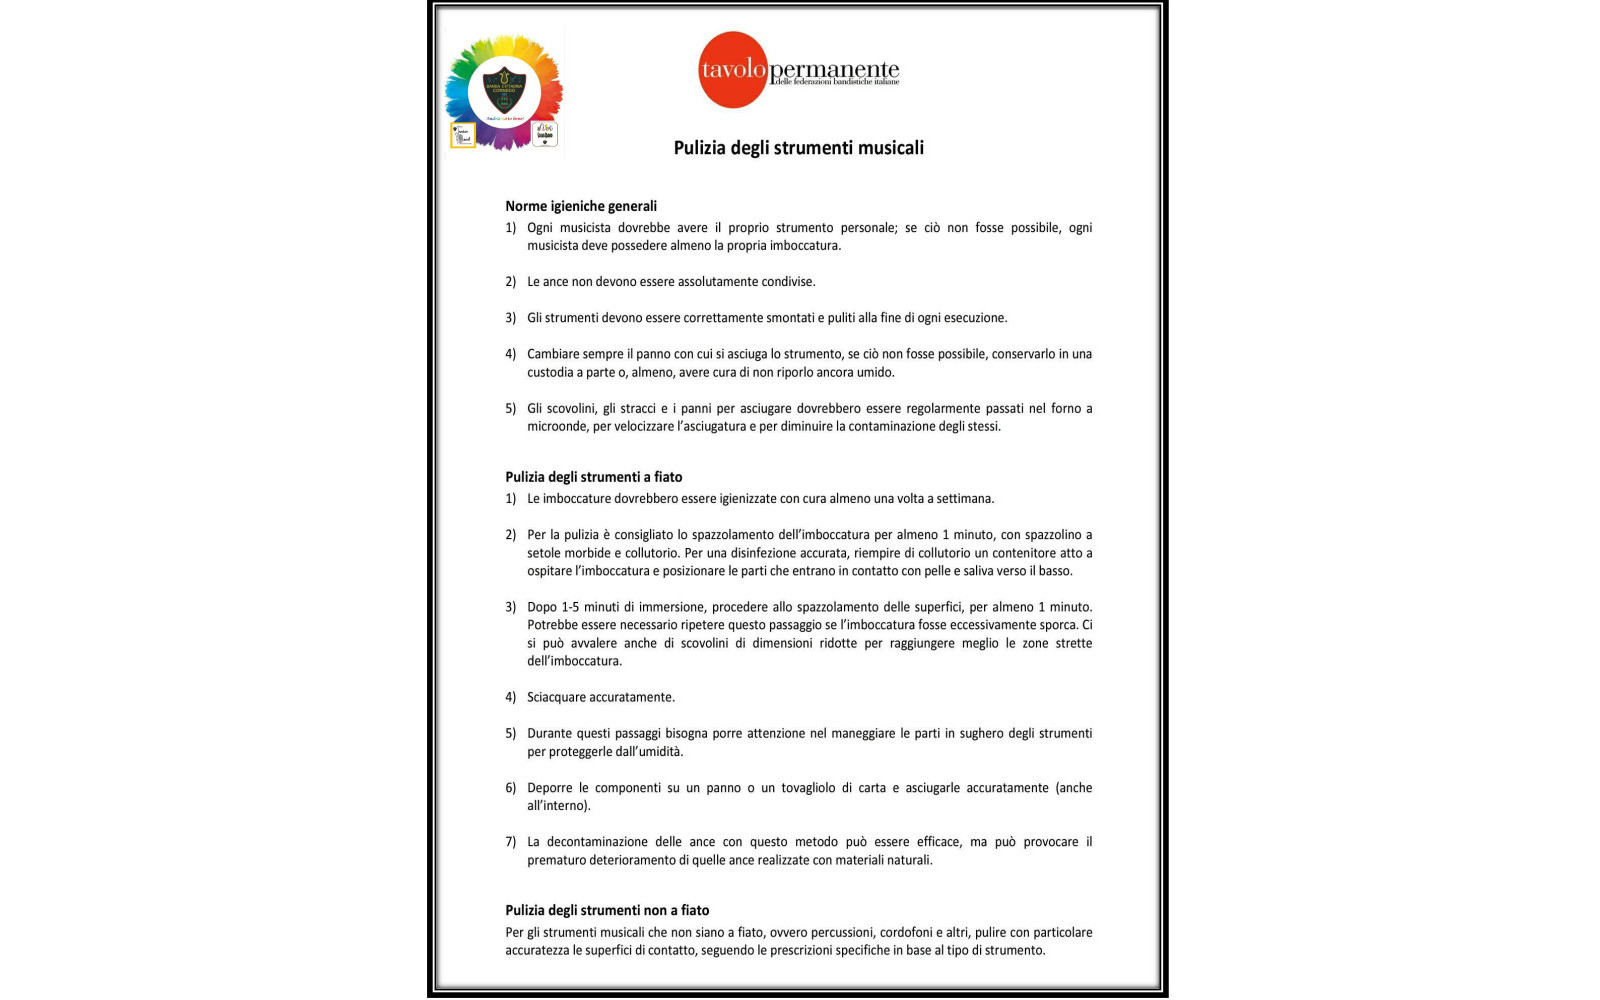 BANDA CITTADINA
CORNEDO
tavolopermanente
delle federazioni bandistiche italiane
Pulizia degli strumenti musicali
Norme igieniche generali
1) Ogni musicista dovrebbe avere il proprio strumento personale; se ciò non fosse possibile, ogni
musicista deve possedere almeno la propria imboccatura.
2) Le ance non devono essere assolutamente condivise.
3) Gli strumenti devono essere correttamente smontati e puliti alla fine di ogni esecuzione.
4) Cambiare sempre il panno con cui si asciuga lo strumento, se ciò non fosse possibile, conservarlo in una
custodia a parte o, almeno, avere cura di non riporlo ancora umido.
5) Gli scovolini, gli stracci e i panni per asciugare dovrebbero essere regolarmente passati nel forno a
microonde, per velocizzare l’asciugatura e per diminuire la contaminazione degli stessi.
Pulizia degli strumenti a fiato
1) Le imboccature dovrebbero essere igienizzate con cura almeno una volta a settimana.
2) Per la pulizia è consigliato lo spazzolamento dell’imboccatura per almeno 1 minuto, con spazzolino a
setole morbide e collutorio. Per una disinfezione accurata, riempire di collutorio un contenitore atto a
ospitare l’imboccatura e posizionare le parti che entrano in contatto con pelle e saliva verso il basso.
3) Dopo 1-5 minuti di immersione, procedere allo spazzolamento delle superfici, per almeno 1 minuto.
Potrebbe essere necessario ripetere questo passaggio se l’imboccatura fosse eccessivamente sporca. Ci
si può avvalere anche di scovolini di dimensioni ridotte per raggiungere meglio le zone strette
dell’imboccatura.
4) Sciacquare accuratamente.
5) Durante questi passaggi bisogna porre attenzione nel maneggiare le parti in sughero degli strumenti
per proteggerle dall’umidità.
6) Deporre le componenti su un panno o un tovagliolo di carta e asciugarle accuratamente (anche
all’interno).
7) La decontaminazione delle ance con questo metodo può essere efficace, ma può provocare il
prematuro deterioramento di quelle ance realizzate con materiali naturali.
Pulizia degli strumenti non a fiato
Per gli strumenti musicali che non siano a fiato, ovvero percussioni, cordofoni e altri, pulire con particolare
accuratezza le superfici di contatto, seguendo le prescrizioni specifiche in base al tipo di strumento.